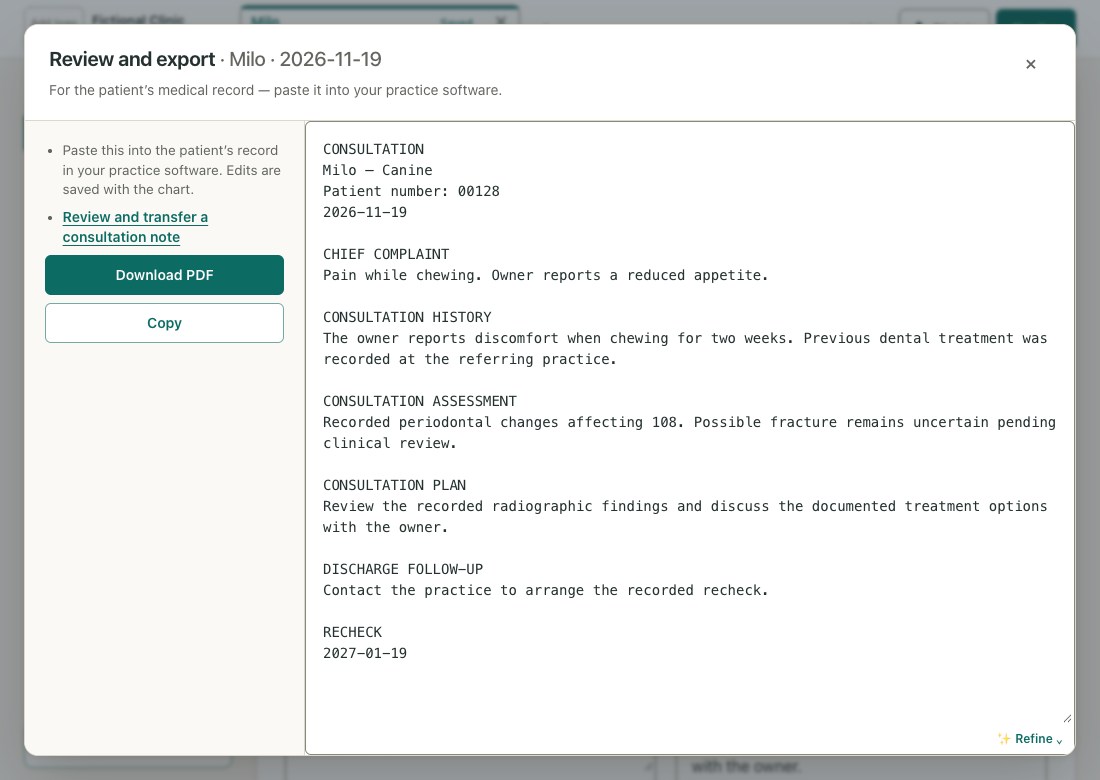 Fictional Clinic
Milo
Review and export · Milo · 2026-11-19
×
For the patient’s medical record — paste it into your practice software.
• Paste this into the patient’s record
in your practice software. Edits are
saved with the chart.
• Review and transfer a
consultation note
Download PDF
Copy
CONSULTATION
Milo — Canine
Patient number: 00128
2026-11-19

CHIEF COMPLAINT
Pain while chewing. Owner reports a reduced appetite.

CONSULTATION HISTORY
The owner reports discomfort when chewing for two weeks. Previous dental treatment was
recorded at the referring practice.

CONSULTATION ASSESSMENT
Recorded periodontal changes affecting 108. Possible fracture remains uncertain pending
clinical review.

CONSULTATION PLAN
Review the recorded radiographic findings and discuss the documented treatment options
with the owner.

DISCHARGE FOLLOW-UP
Contact the practice to arrange the recorded recheck.

RECHECK
2027-01-19
✨ Refine ⌄
with the owner.